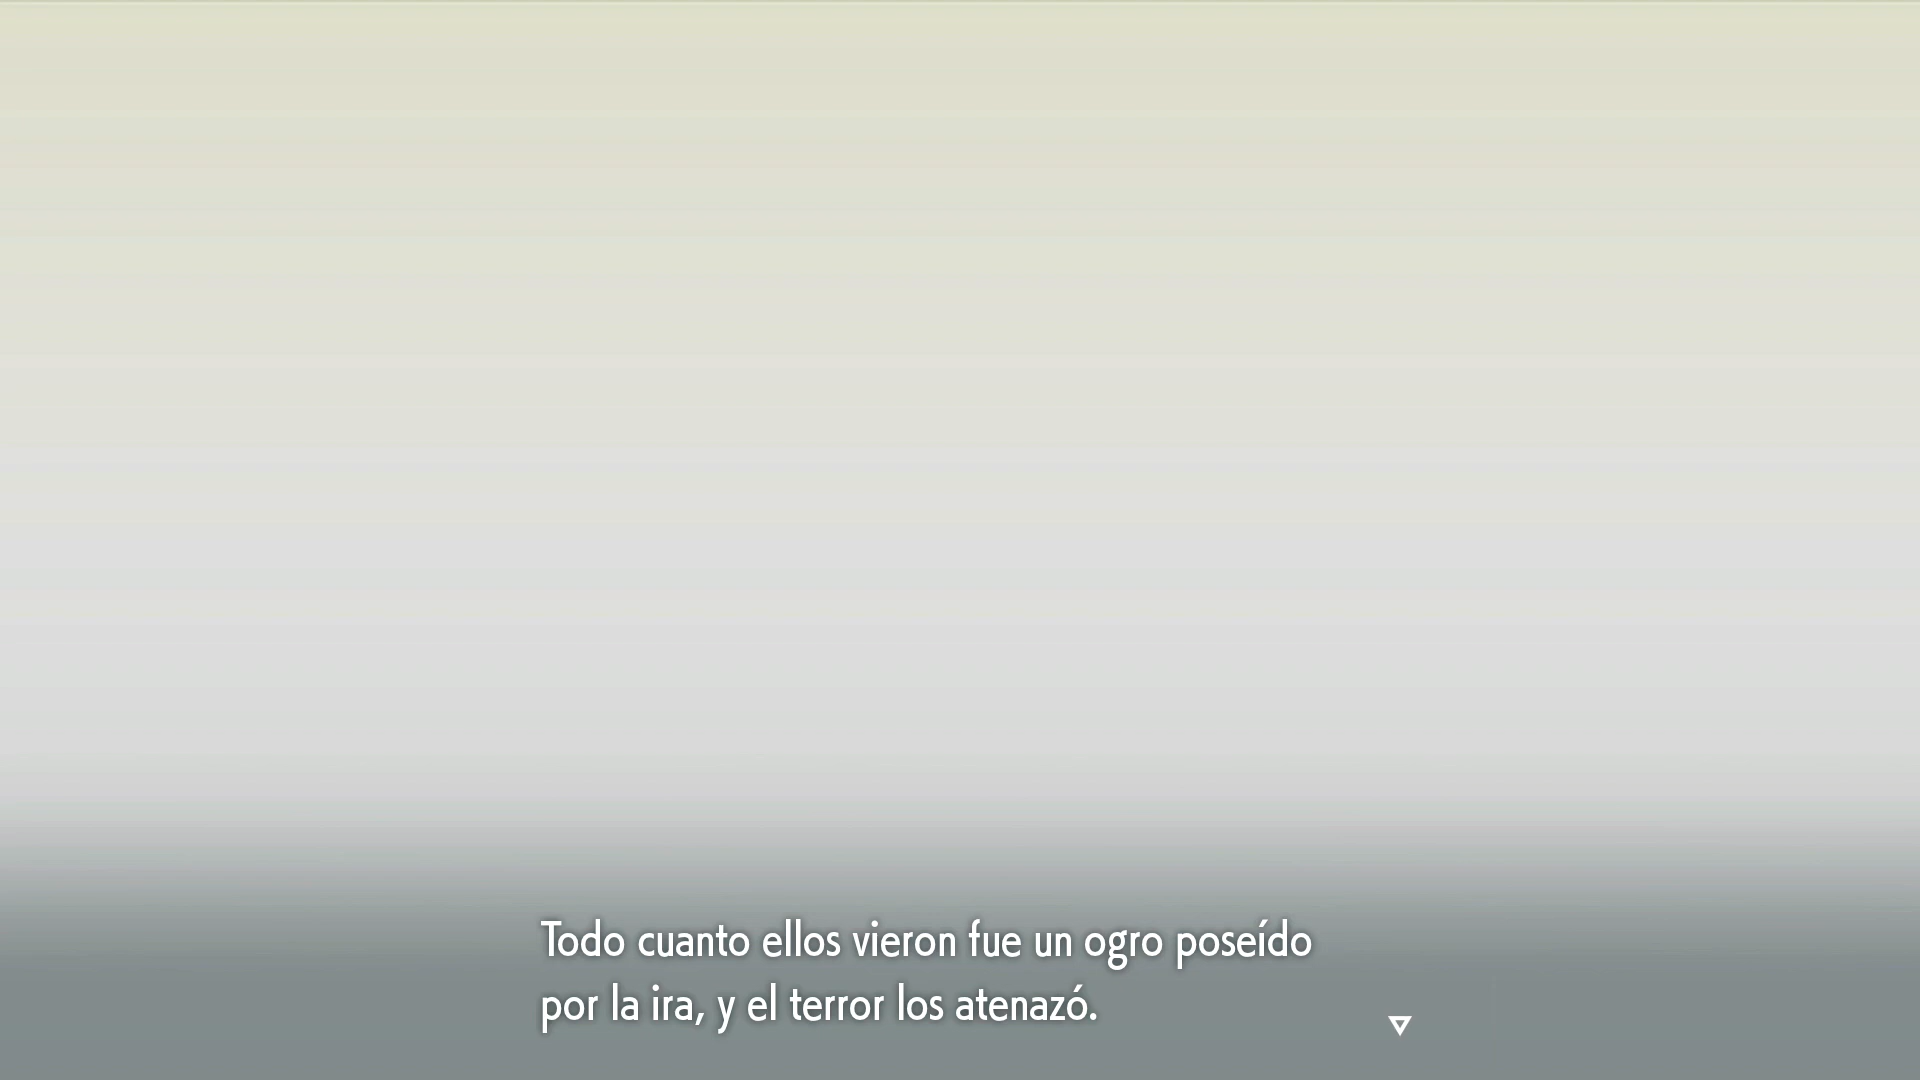 Todo cuanto ellos vieron fue un ogro poseído
por la ira, y el terror los atenazó.